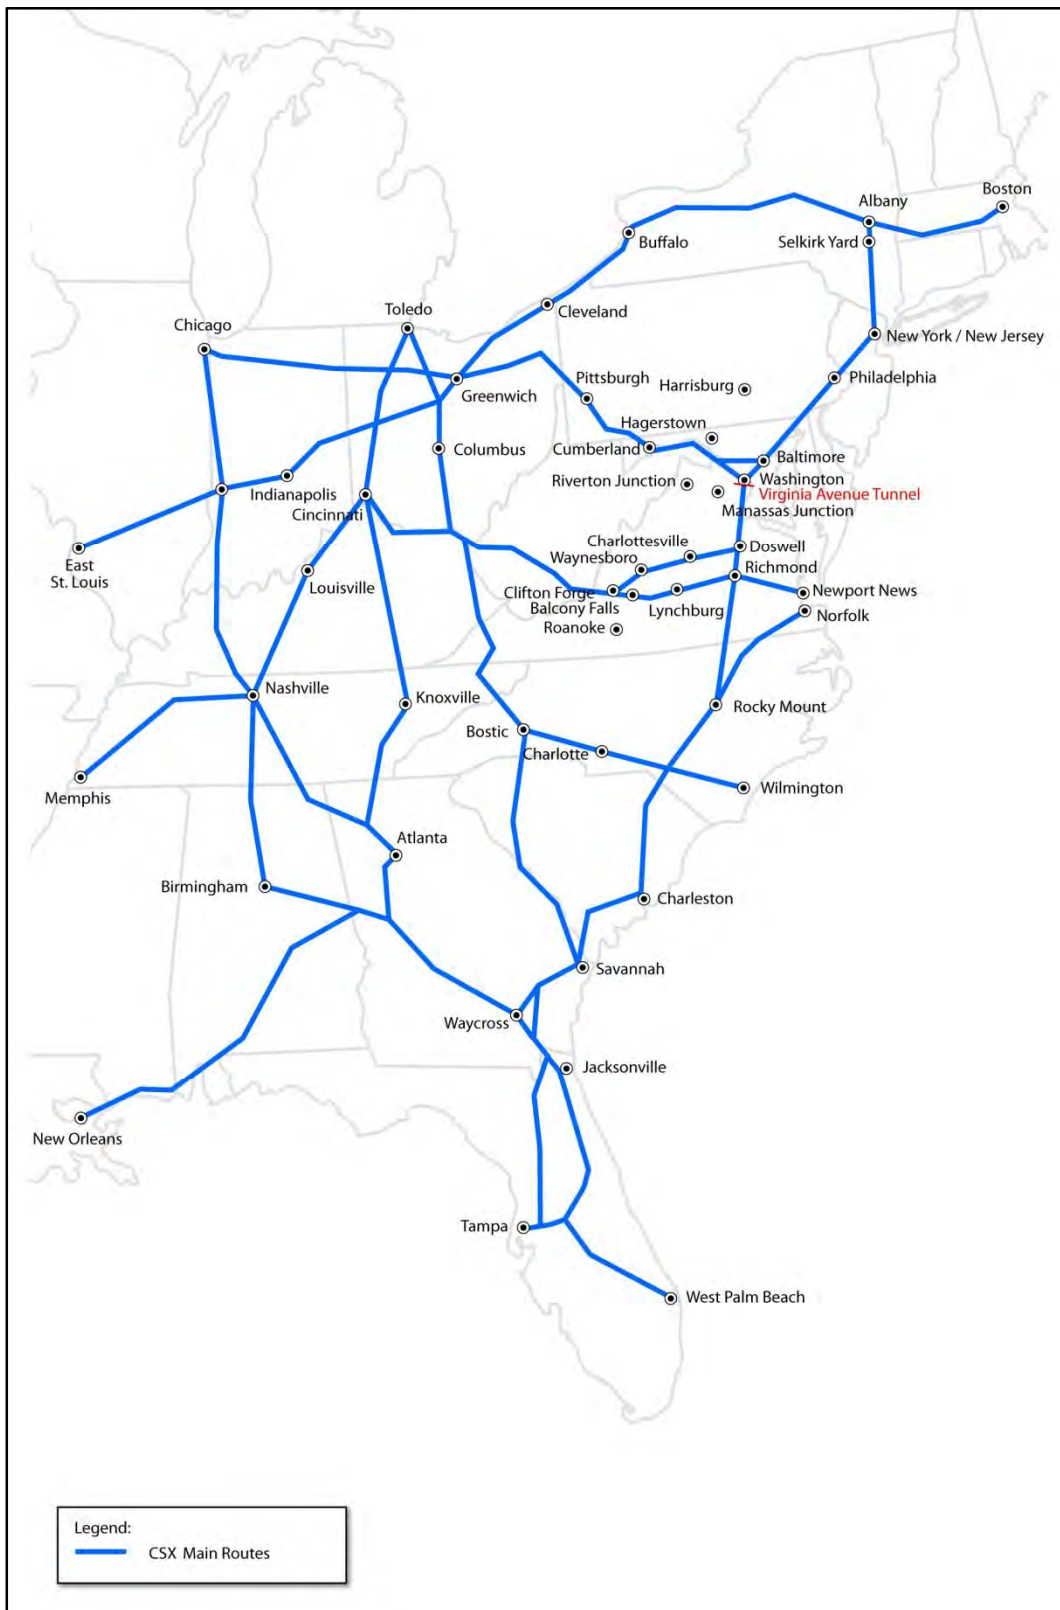 Boston
Albany
Buffalo
Selkirk Yard
Cleveland
Toledo
Chicago
New York / New Jersey
Pittsburgh
Harrisburg
Philadelphia
Greenwich
Hagerstown
Columbus
Cumberland
Baltimore
Riverton Junction
Washington
Indianapolis
Virginia Avenue Tunnel
Cincinnati
Manassas Junction
Charlottesville
Doswell
Waynesboro
East
St. Louis
Richmond
Louisville
Clifton Forge
Newport News
Balcony Falls
Lynchburg
Norfolk
Roanoke
Nashville
Knoxville
Rocky Mount
Bostic
Charlotte
Memphis
Wilmington
Atlanta
Birmingham
Charleston
Savannah
Waycross
Jacksonville
New Orleans
Tampa
West Palm Beach
Legend:
CSX Main Routes